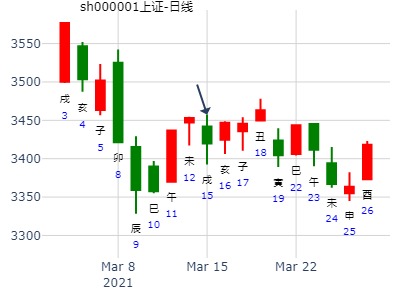 sh000001上证-日线
3550
3500
3450
3400
3350
3300
戌
3
亥
4
子
5
卯
8
辰
9
巳
10
午
11
未
12
戌
15
亥
16
子
17
丑
18
寅
19
巳
22
午
23
未
24
申
25
酉
26
Mar 8
2021
Mar 15
Mar 22